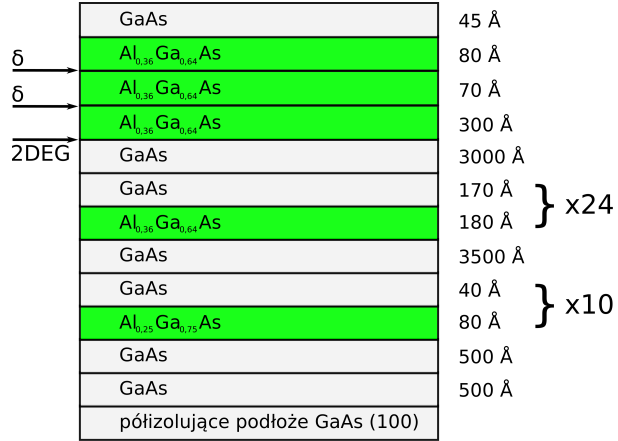 GaAs 45 Å
Al0,36Ga0,64As 80 Å
δ
Al0,36Ga0,64As 70 Å
δ
Al0,36Ga0,64As 300 Å
2DEG
GaAs 3000 Å
GaAs 170 Å
x24
Al0,36Ga0,64As 180 Å
GaAs 3500 Å
GaAs 40 Å
x10
Al0,25Ga0,75As 80 Å
GaAs 500 Å
GaAs 500 Å
półizolujące podłoże GaAs (100)